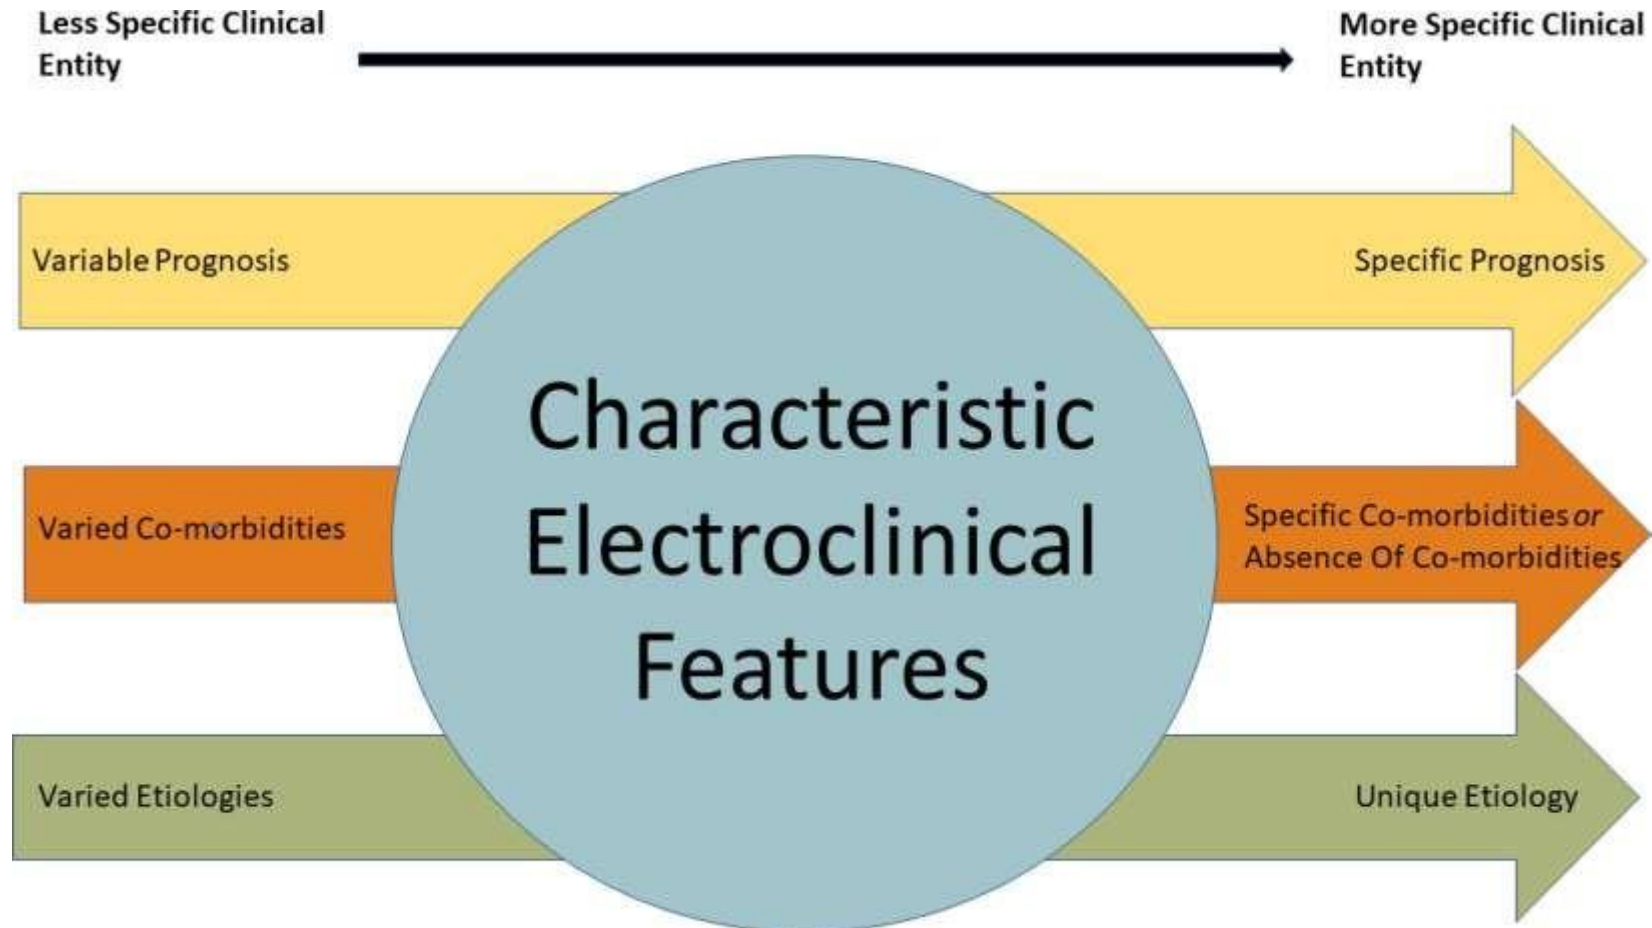 Less Specific Clinical
Entity
More Specific Clinical
Entity
Variable Prognosis
Specific Prognosis
Characteristic
Electroclinical
Features
Varied Co-morbidities
Specific Co-morbidities or
Absence Of Co-morbidities
Varied Etiologies
Unique Etiology